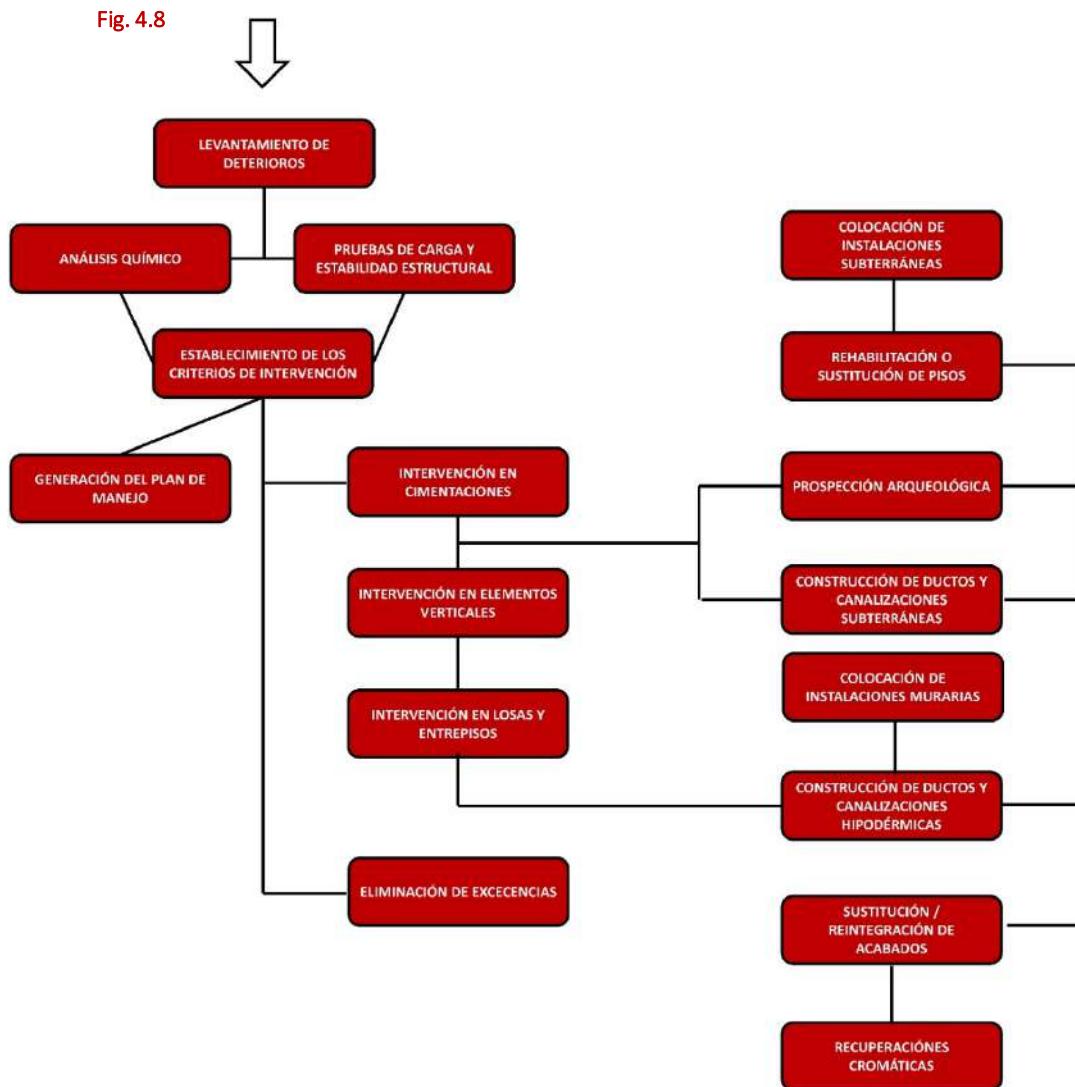 Fig. 4.8
LEVANTAMIENTO DE
DETERIOROS
ANÁLISIS QUÍMICO
PRUEBAS DE CARGA Y
ESTABILIDAD ESTRUCTURAL
ESTABLECIMIENTO DE LOS
CRITERIOS DE INTERVENCIÓN
GENERACIÓN DEL PLAN DE
MANEJO
INTERVENCIÓN EN
CIMENTACIONES
INTERVENCIÓN EN ELEMENTOS
VERTICALES
INTERVENCIÓN EN LOSAS Y
ENTREPISOS
ELIMINACIÓN DE EXCECENCIAS
COLOCACIÓN DE
INSTALACIONES
SUBTERRÁNEAS
REHABILITACIÓN O
SUSTITUCIÓN DE PISOS
PROSPECCIÓN ARQUEOLÓGICA
CONSTRUCCIÓN DE DUCTOS Y
CANALIZACIONES
SUBTERRÁNEAS
COLOCACIÓN DE
INSTALACIONES MURARIAS
CONSTRUCCIÓN DE DUCTOS Y
CANALIZACIONES
HIPODÉRMICAS
SUSTITUCIÓN /
REINTEGRACIÓN DE
ACABADOS
RECUPERACIÓNES
CROMÁTICAS